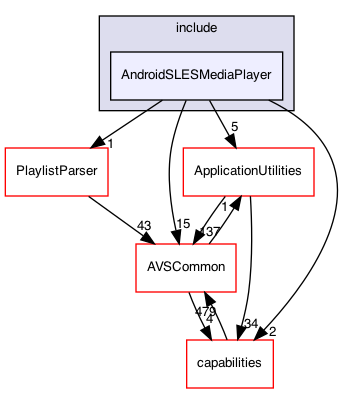 include
AndroidSLESMediaPlayer
5
1
PlaylistParser
ApplicationUtilities
43
15
1
137
AVSCommon
479
4
34
2
capabilities